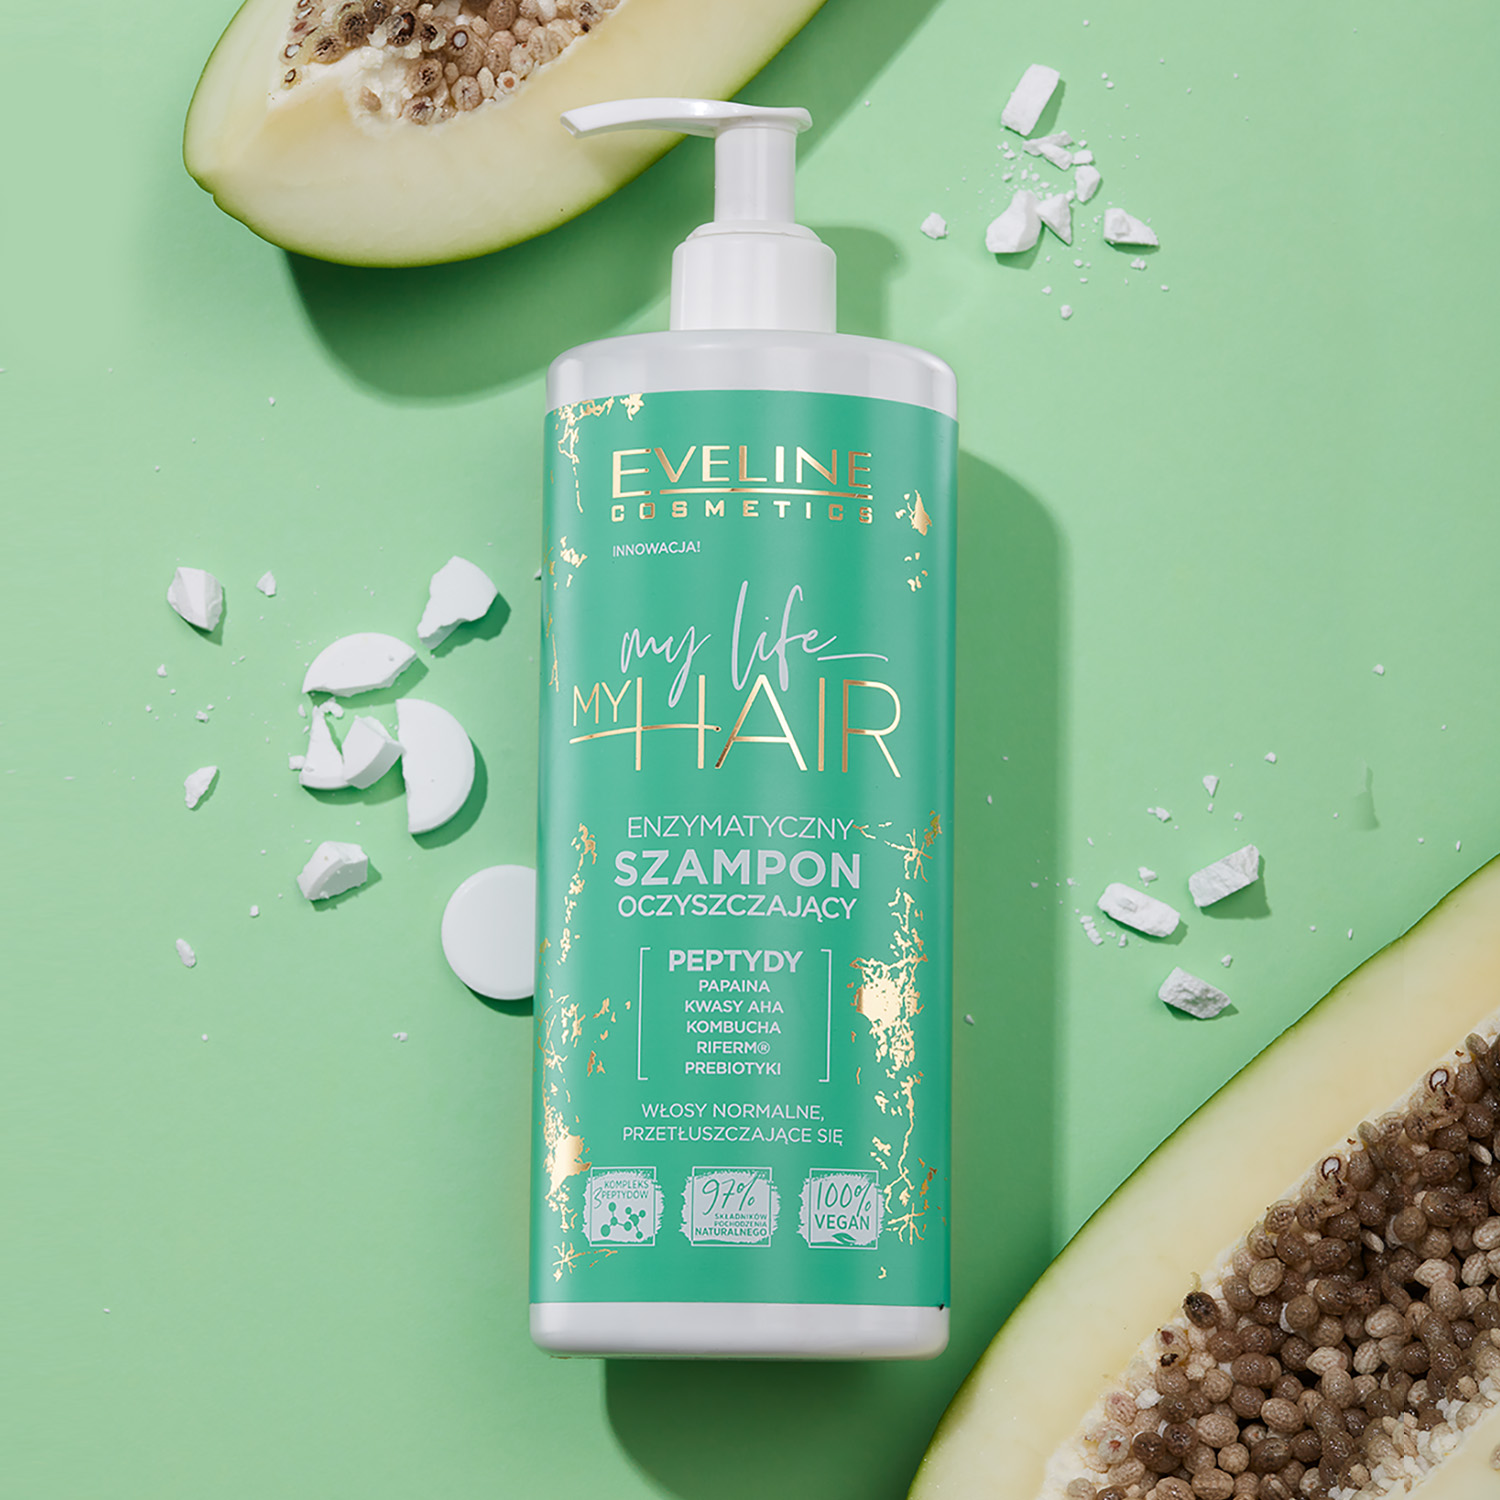 EVELINE
COSMETICS
INNOWACJA!
my life
MY HAIR
ENZYMATYCZNY
SZAMPON
OCZYSZCZAJĄCY
PEPTYDY
PAPAINA
KWASY AHA
KOMBUCHA
RIFERM®
PREBIOTYKI
WŁOSY NORMALNE,
PRZETŁUSZCZAJĄCE SIĘ
KOMPLEKS
3 PEPTYDÓW
97%
SKŁADNIKÓW
POCHODZENIA
NATURALNEGO
100%
VEGAN